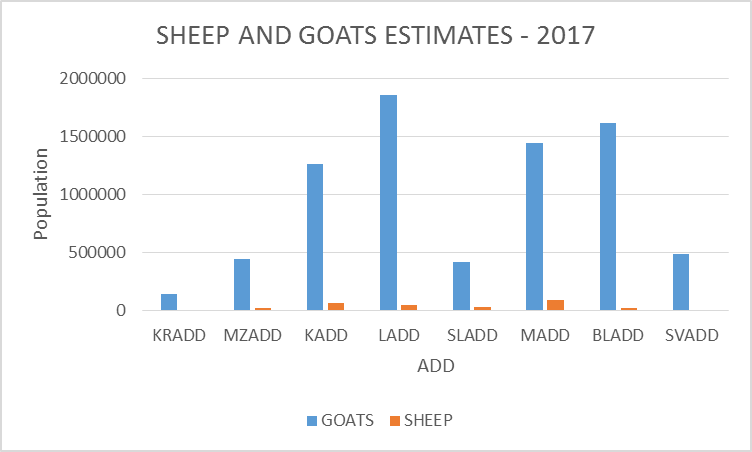 SHEEP AND GOATS ESTIMATES - 2017
2000000
1500000
1000000
500000
0
Population
KRADD MZADD KADD LADD SLADD MADD BLADD SVADD
ADD
GOATS SHEEP